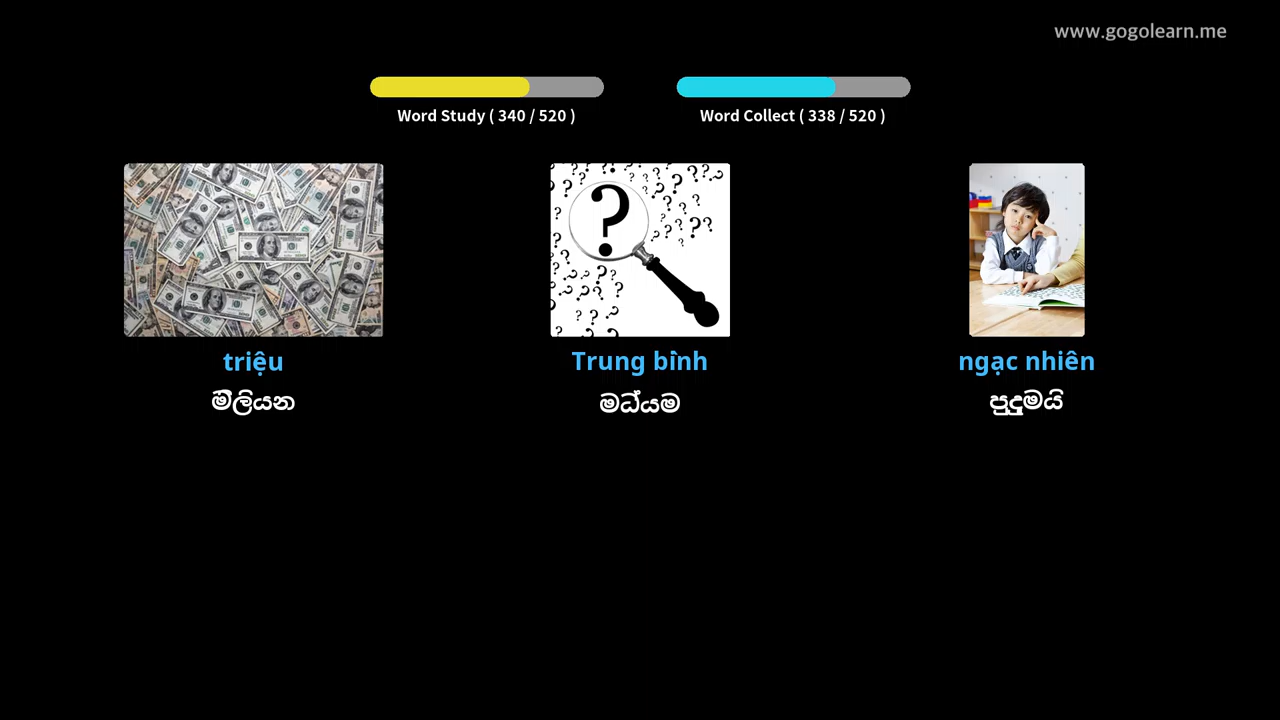 www.gogolearn.me
Word Study ( 340 / 520 )
Word Collect ( 338 / 520 )
triệu
මිලියන
Trung bình
මධ්යම
ngạc nhiên
පුදුමයි